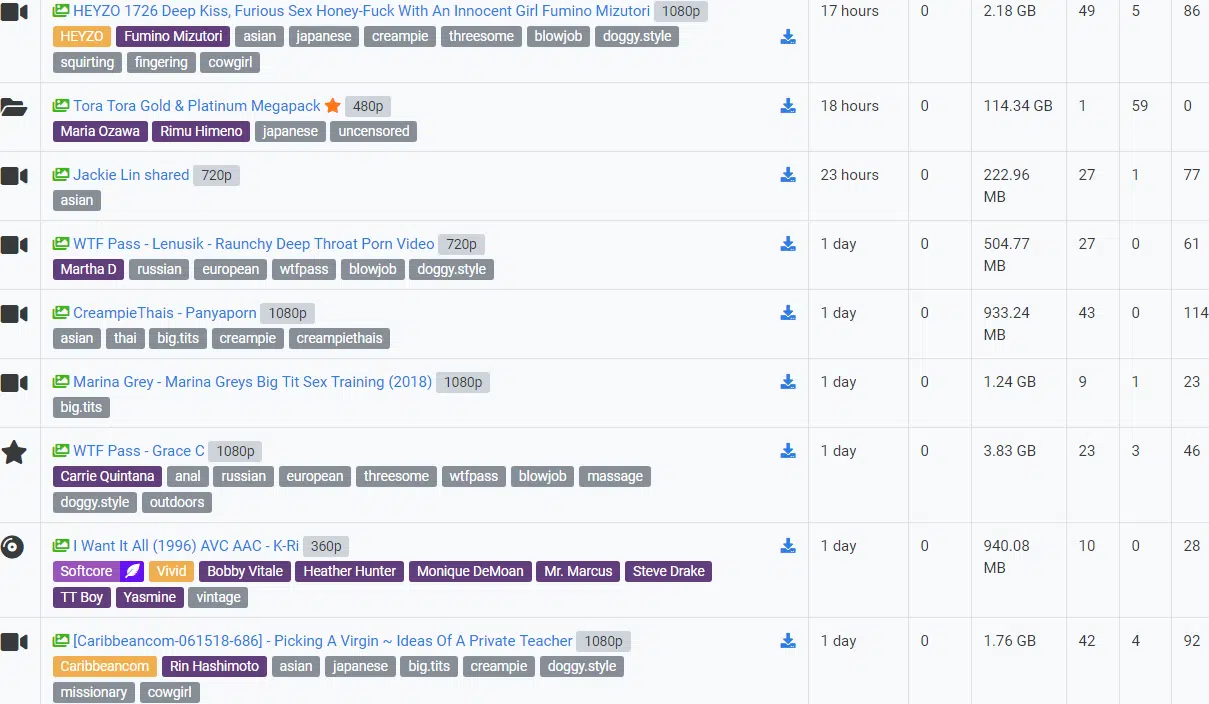 HEYZO 1726 Deep Kiss, Furious Sex Honey-Fuck With An Innocent Girl Fumino Mizutori 1080p 17 hours 0 2.18 GB 49 5 86
HEYZO Fumino Mizutori asian japanese creampie threesome blowjob doggy.style
squirting fingering cowgirl
Tora Tora Gold & Platinum Megapack 480p 18 hours 0 114.34 GB 1 59 0
Maria Ozawa Rimu Himeno japanese uncensored
Jackie Lin shared 720p 23 hours 0 222.96 27 1 77
MB
asian
WTF Pass - Lenusik - Raunchy Deep Throat Porn Video 720p 1 day 0 504.77 27 0 61
MB
Martha D russian european wtfpass blowjob doggy.style
CreampieThais - Panyaporn 1080p 1 day 0 933.24 43 0 114
MB
asian thai big.tits creampie creampiethais
Marina Grey - Marina Greys Big Tit Sex Training (2018) 1080p 1 day 0 1.24 GB 9 1 23
big.tits
WTF Pass - Grace C 1080p 1 day 0 3.83 GB 23 3 46
Carrie Quintana anal russian european threesome wtfpass blowjob massage
doggy.style outdoors
I Want It All (1996) AVC AAC - K-Ri 360p 1 day 0 940.08 10 0 28
MB
Softcore Vivid Bobby Vitale Heather Hunter Monique DeMoan Mr. Marcus Steve Drake
TT Boy Yasmine vintage
[Caribbeancom-061518-686] - Picking A Virgin ~ Ideas Of A Private Teacher 1080p 1 day 0 1.76 GB 42 4 92
Caribbeancom Rin Hashimoto asian japanese big.tits creampie doggy.style
missionary cowgirl